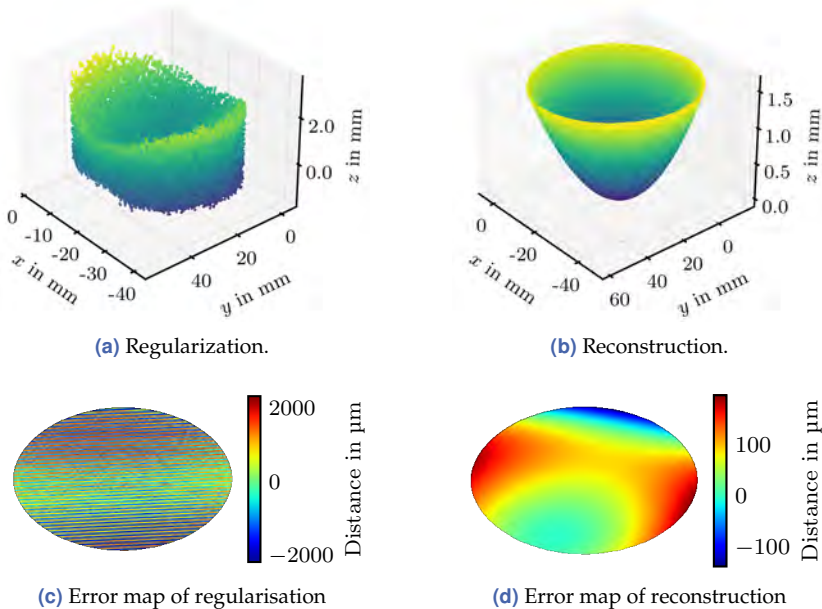 2.0
0.0
z in mm
0
-10
-20
-30
-40
x in mm
40
20
0
y in mm
(a) Regularization.
1.5
1.0
0.5
0.0
z in mm
0
-20
-40
x in mm
60
40
20
0
y in mm
(b) Reconstruction.
2000
0
−2000
Distance in µm
(c) Error map of regularisation
100
0
−100
Distance in µm
(d) Error map of reconstruction